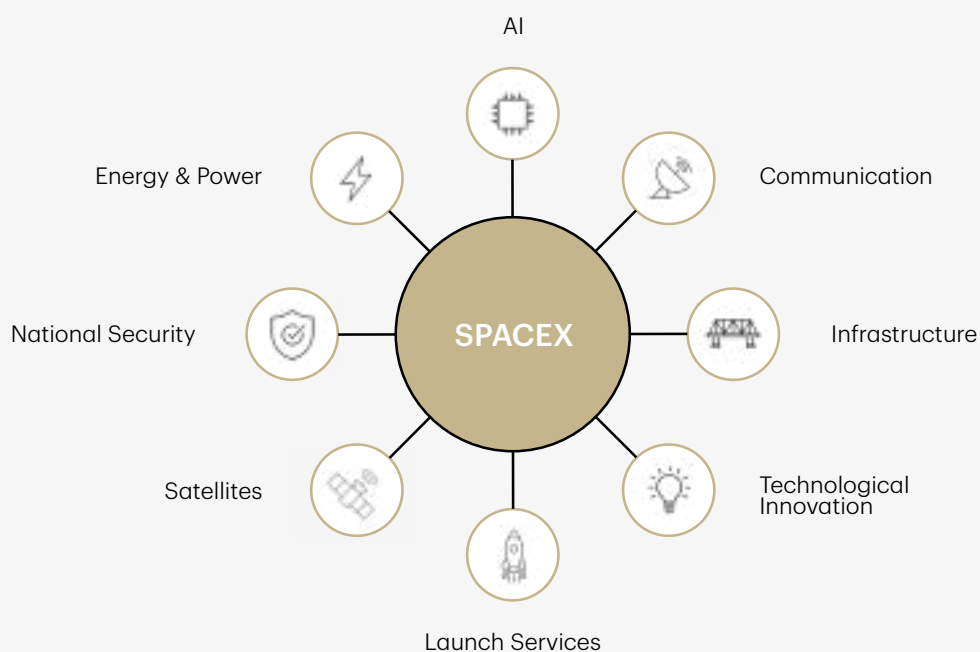 AI
Energy & Power
Communication
National Security
SPACEX
Infrastructure
Satellites
Technological
Innovation
Launch Services